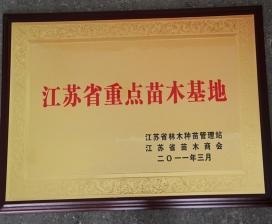 江苏省重点苗木基地
江苏省林木种苗管理站
江苏省苗木商会
二〇一一年三月